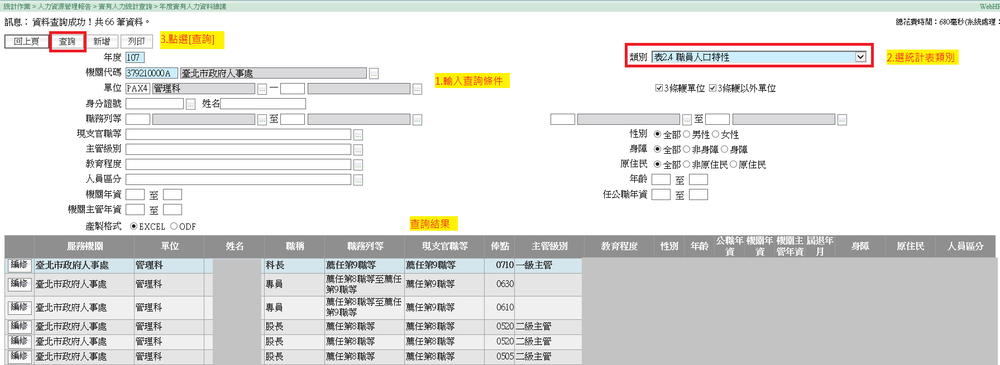 統計作業 > 人力資源管理報告 > 實有人力統計查詢 > 年度實有人力資料維護 WebHR
訊息： 資料查詢成功！共 66 筆資料。 總花費時間：680毫秒(系統處理：
回上頁 查詢 新增 列印 3.點選[查詢]
年度 107 類別 表2.4 職員人口特性 2.選統計表類別
機關代碼 379210000A 臺北市政府人事處 ...
1.輸入查詢條件
單位 PAX4 管理科 ... — ... 3條鞭單位 3條鞭以外單位
身分證號 ... 姓名
職務列等 ... 至 ... ... 至 ...
現支官職等 ... 性別 全部 男性 女性
主管級別 ... 身障 全部 非身障 身障
教育程度 ... 原住民 全部 非原住民 原住民
人員區分 ... 年齡 至
機關年資 至 任公職年資 至
機關主管年資 至
產製格式 EXCEL ODF 查詢結果
服務機關 單位 姓名 職稱 職務列等 現支官職等 俸點 主管級別 教育程度 性別 年齡 公職年資 機關年資 機關主管年資 屆退年月 身障 原住民 人員區分
編修 臺北市政府人事處 管理科 科長 薦任第9職等 薦任第9職等 0710 一級主管
編修 臺北市政府人事處 管理科 專員 薦任第8職等至薦任第9職等 薦任第9職等 0630
編修 臺北市政府人事處 管理科 專員 薦任第8職等至薦任第9職等 薦任第9職等 0610
編修 臺北市政府人事處 管理科 股長 薦任第8職等 薦任第8職等 0520 二級主管
編修 臺北市政府人事處 管理科 股長 薦任第8職等 薦任第8職等 0520 二級主管
編修 臺北市政府人事處 管理科 股長 薦任第8職等 薦任第8職等 0505 二級主管